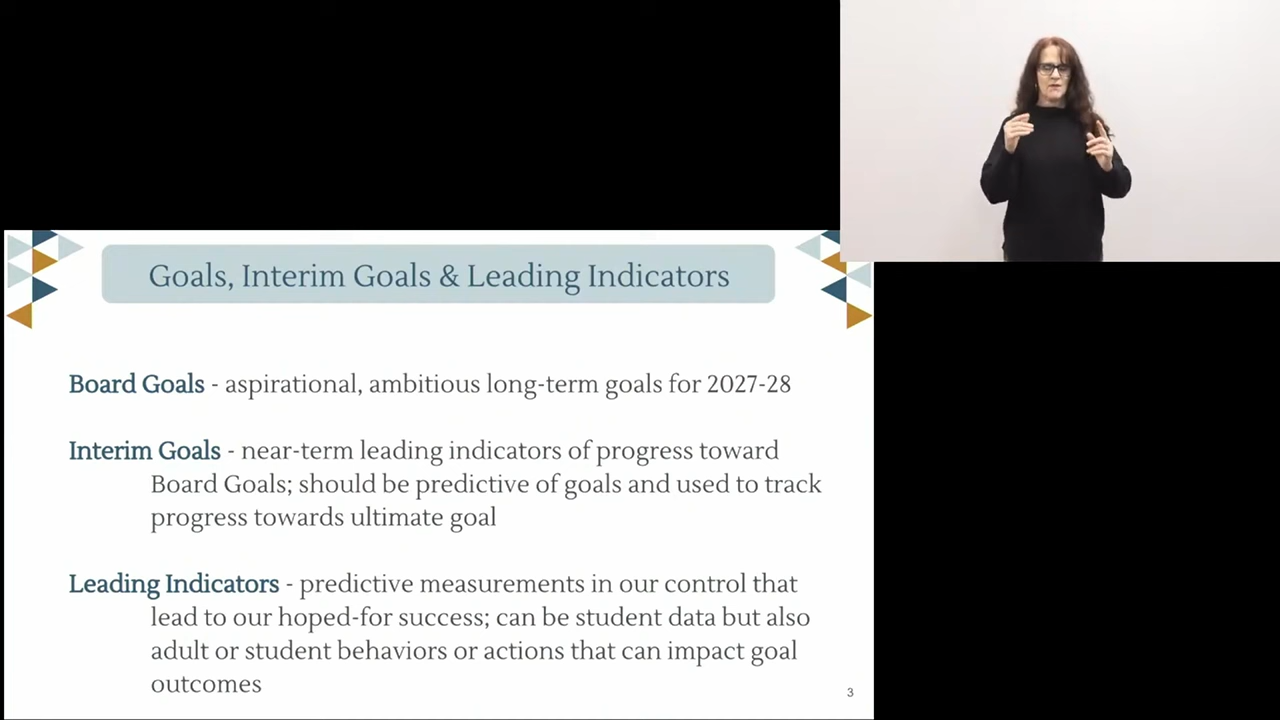 Goals, Interim Goals & Leading Indicators
Board Goals - aspirational, ambitious long-term goals for 2027-28
Interim Goals - near-term leading indicators of progress toward
Board Goals; should be predictive of goals and used to track
progress towards ultimate goal
Leading Indicators - predictive measurements in our control that
lead to our hoped-for success; can be student data but also
adult or student behaviors or actions that can impact goal
outcomes
3